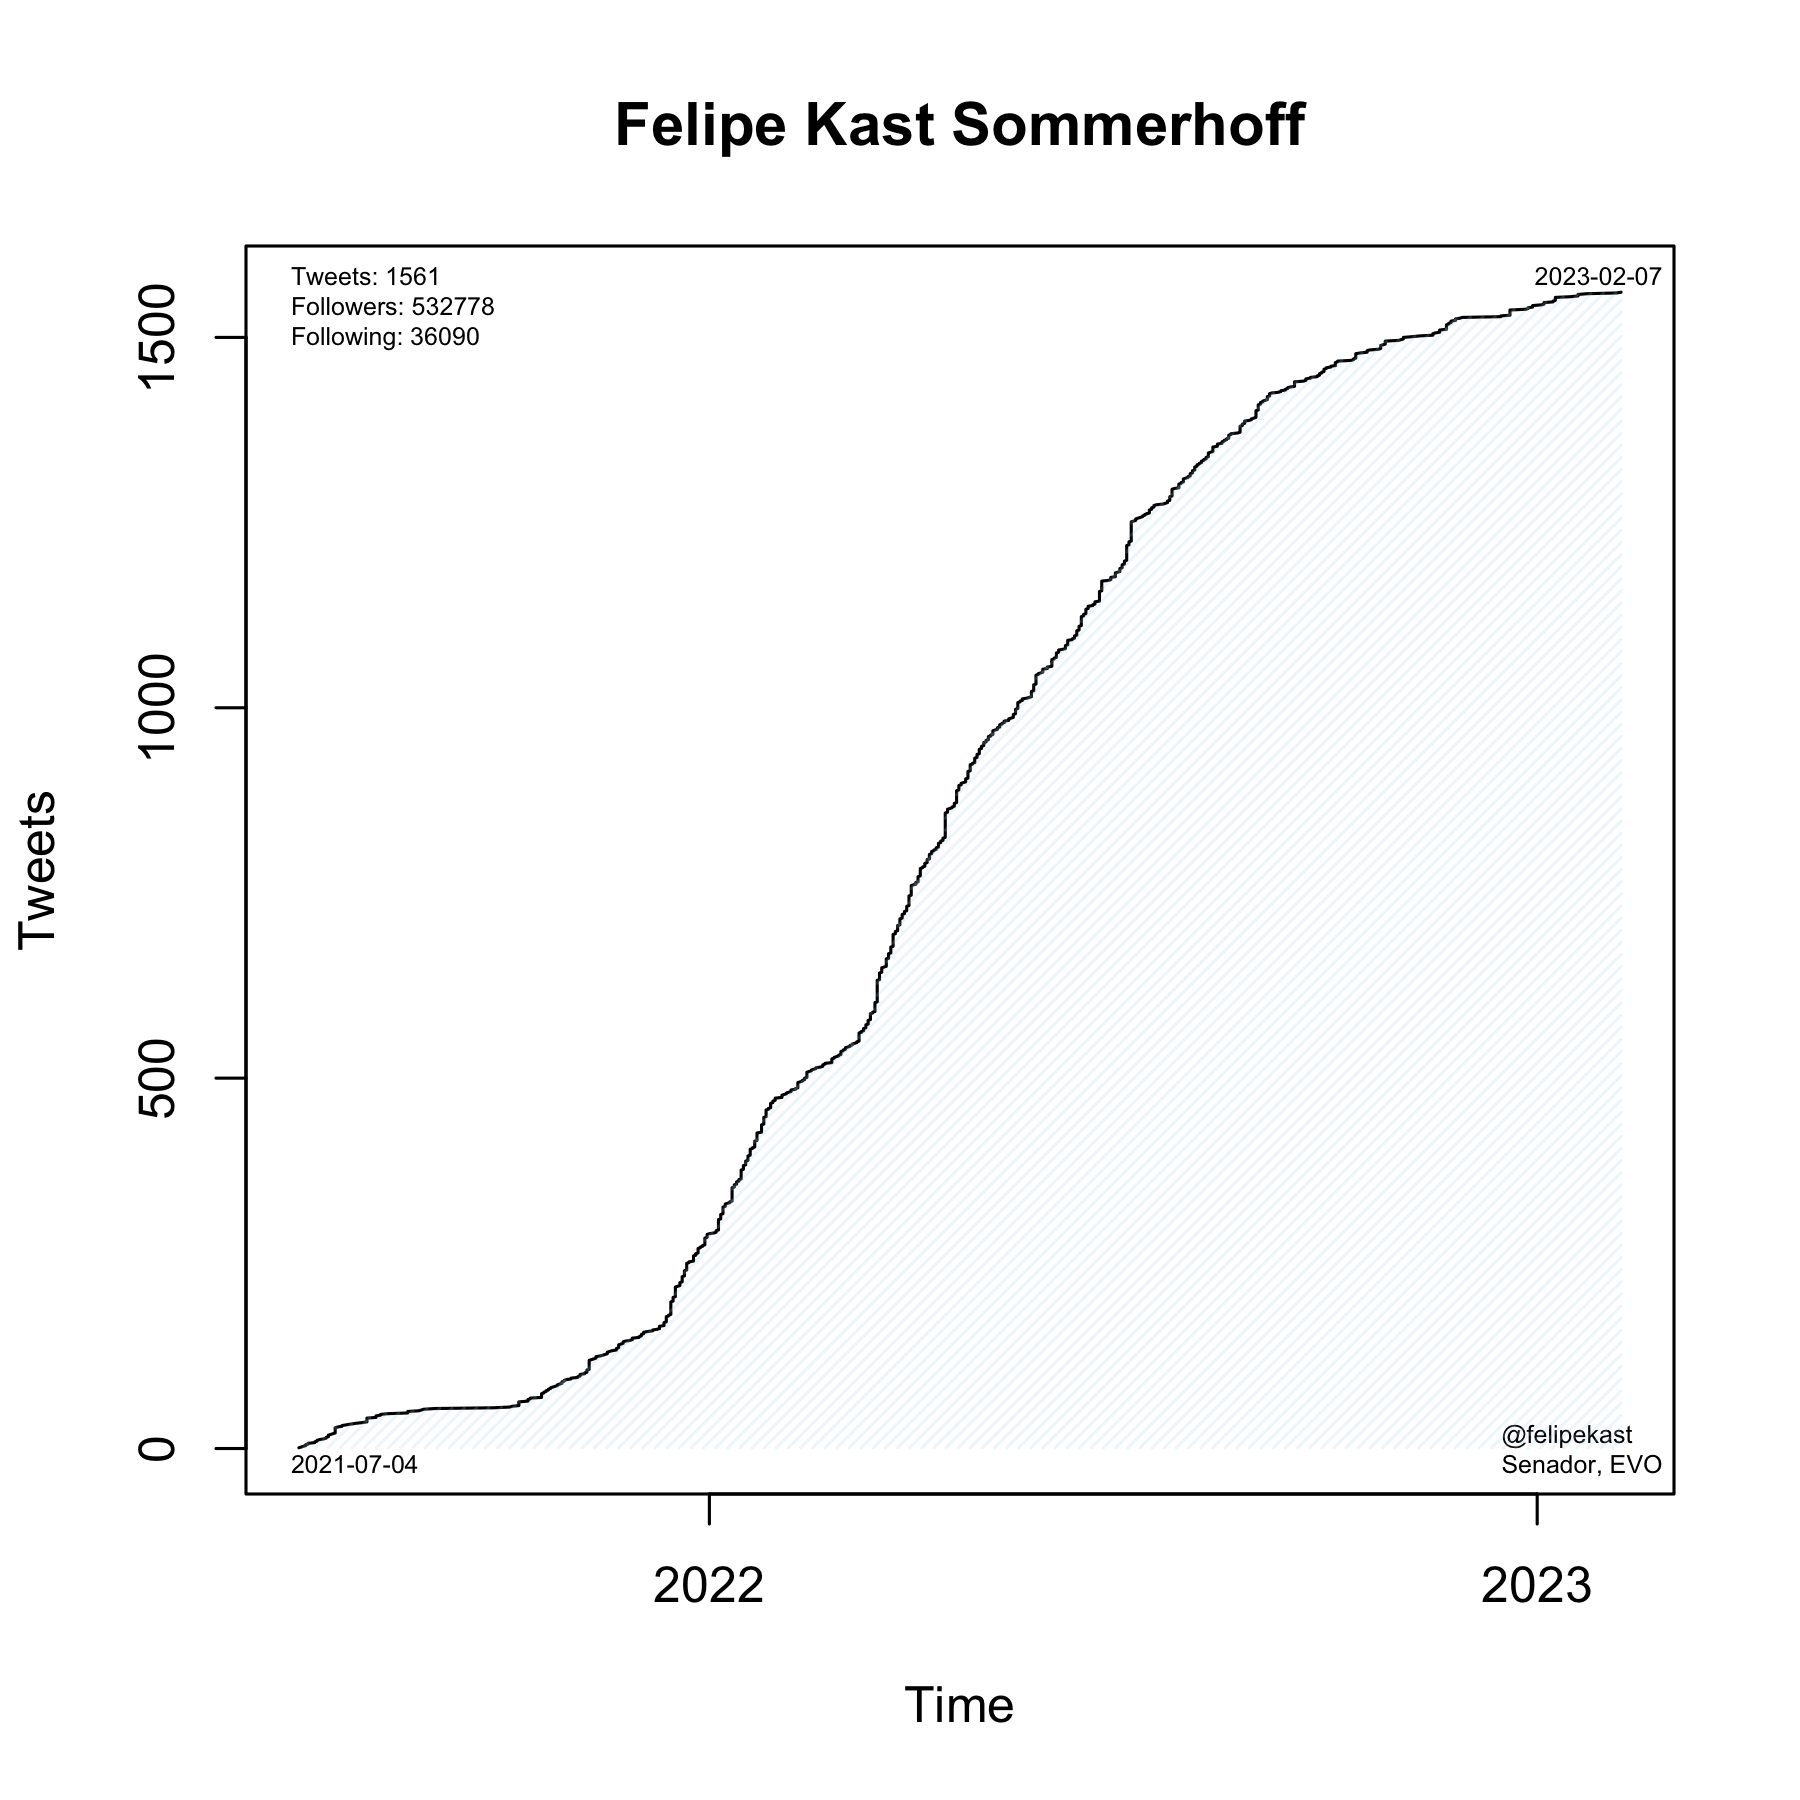 Felipe Kast Sommerhoff
Tweets: 1561
Followers: 532778
Following: 36090
2023-02-07
1500
1000
500
0
Tweets
@felipekast
Senador, EVO
2021-07-04
2022
2023
Time